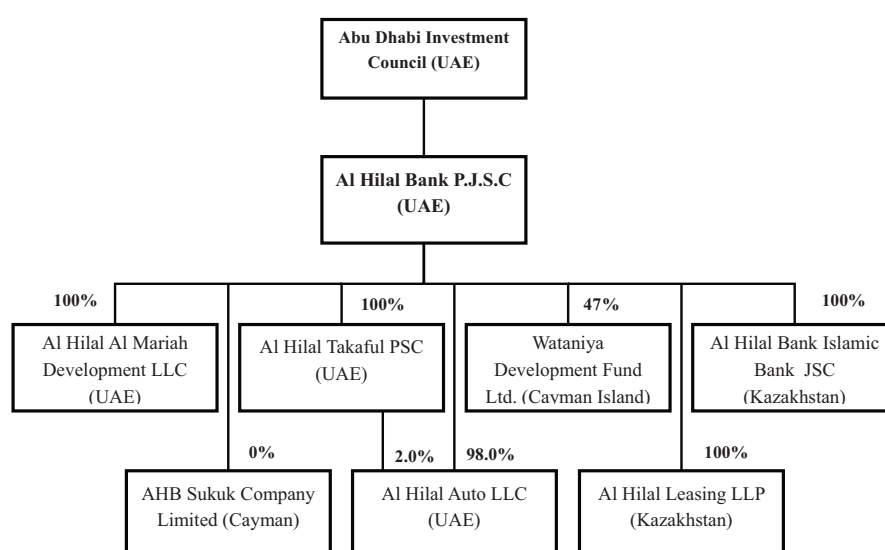 Abu Dhabi Investment
Council (UAE)
Al Hilal Bank P.J.S.C
(UAE)
100%
100%
47%
100%
Al Hilal Al Mariah
Development LLC
(UAE)
Al Hilal Takaful PSC
(UAE)
Wataniya
Development Fund
Ltd. (Cayman Island)
Al Hilal Bank Islamic
Bank JSC
(Kazakhstan)
0%
2.0%
98.0%
100%
AHB Sukuk Company
Limited (Cayman)
Al Hilal Auto LLC
(UAE)
Al Hilal Leasing LLP
(Kazakhstan)